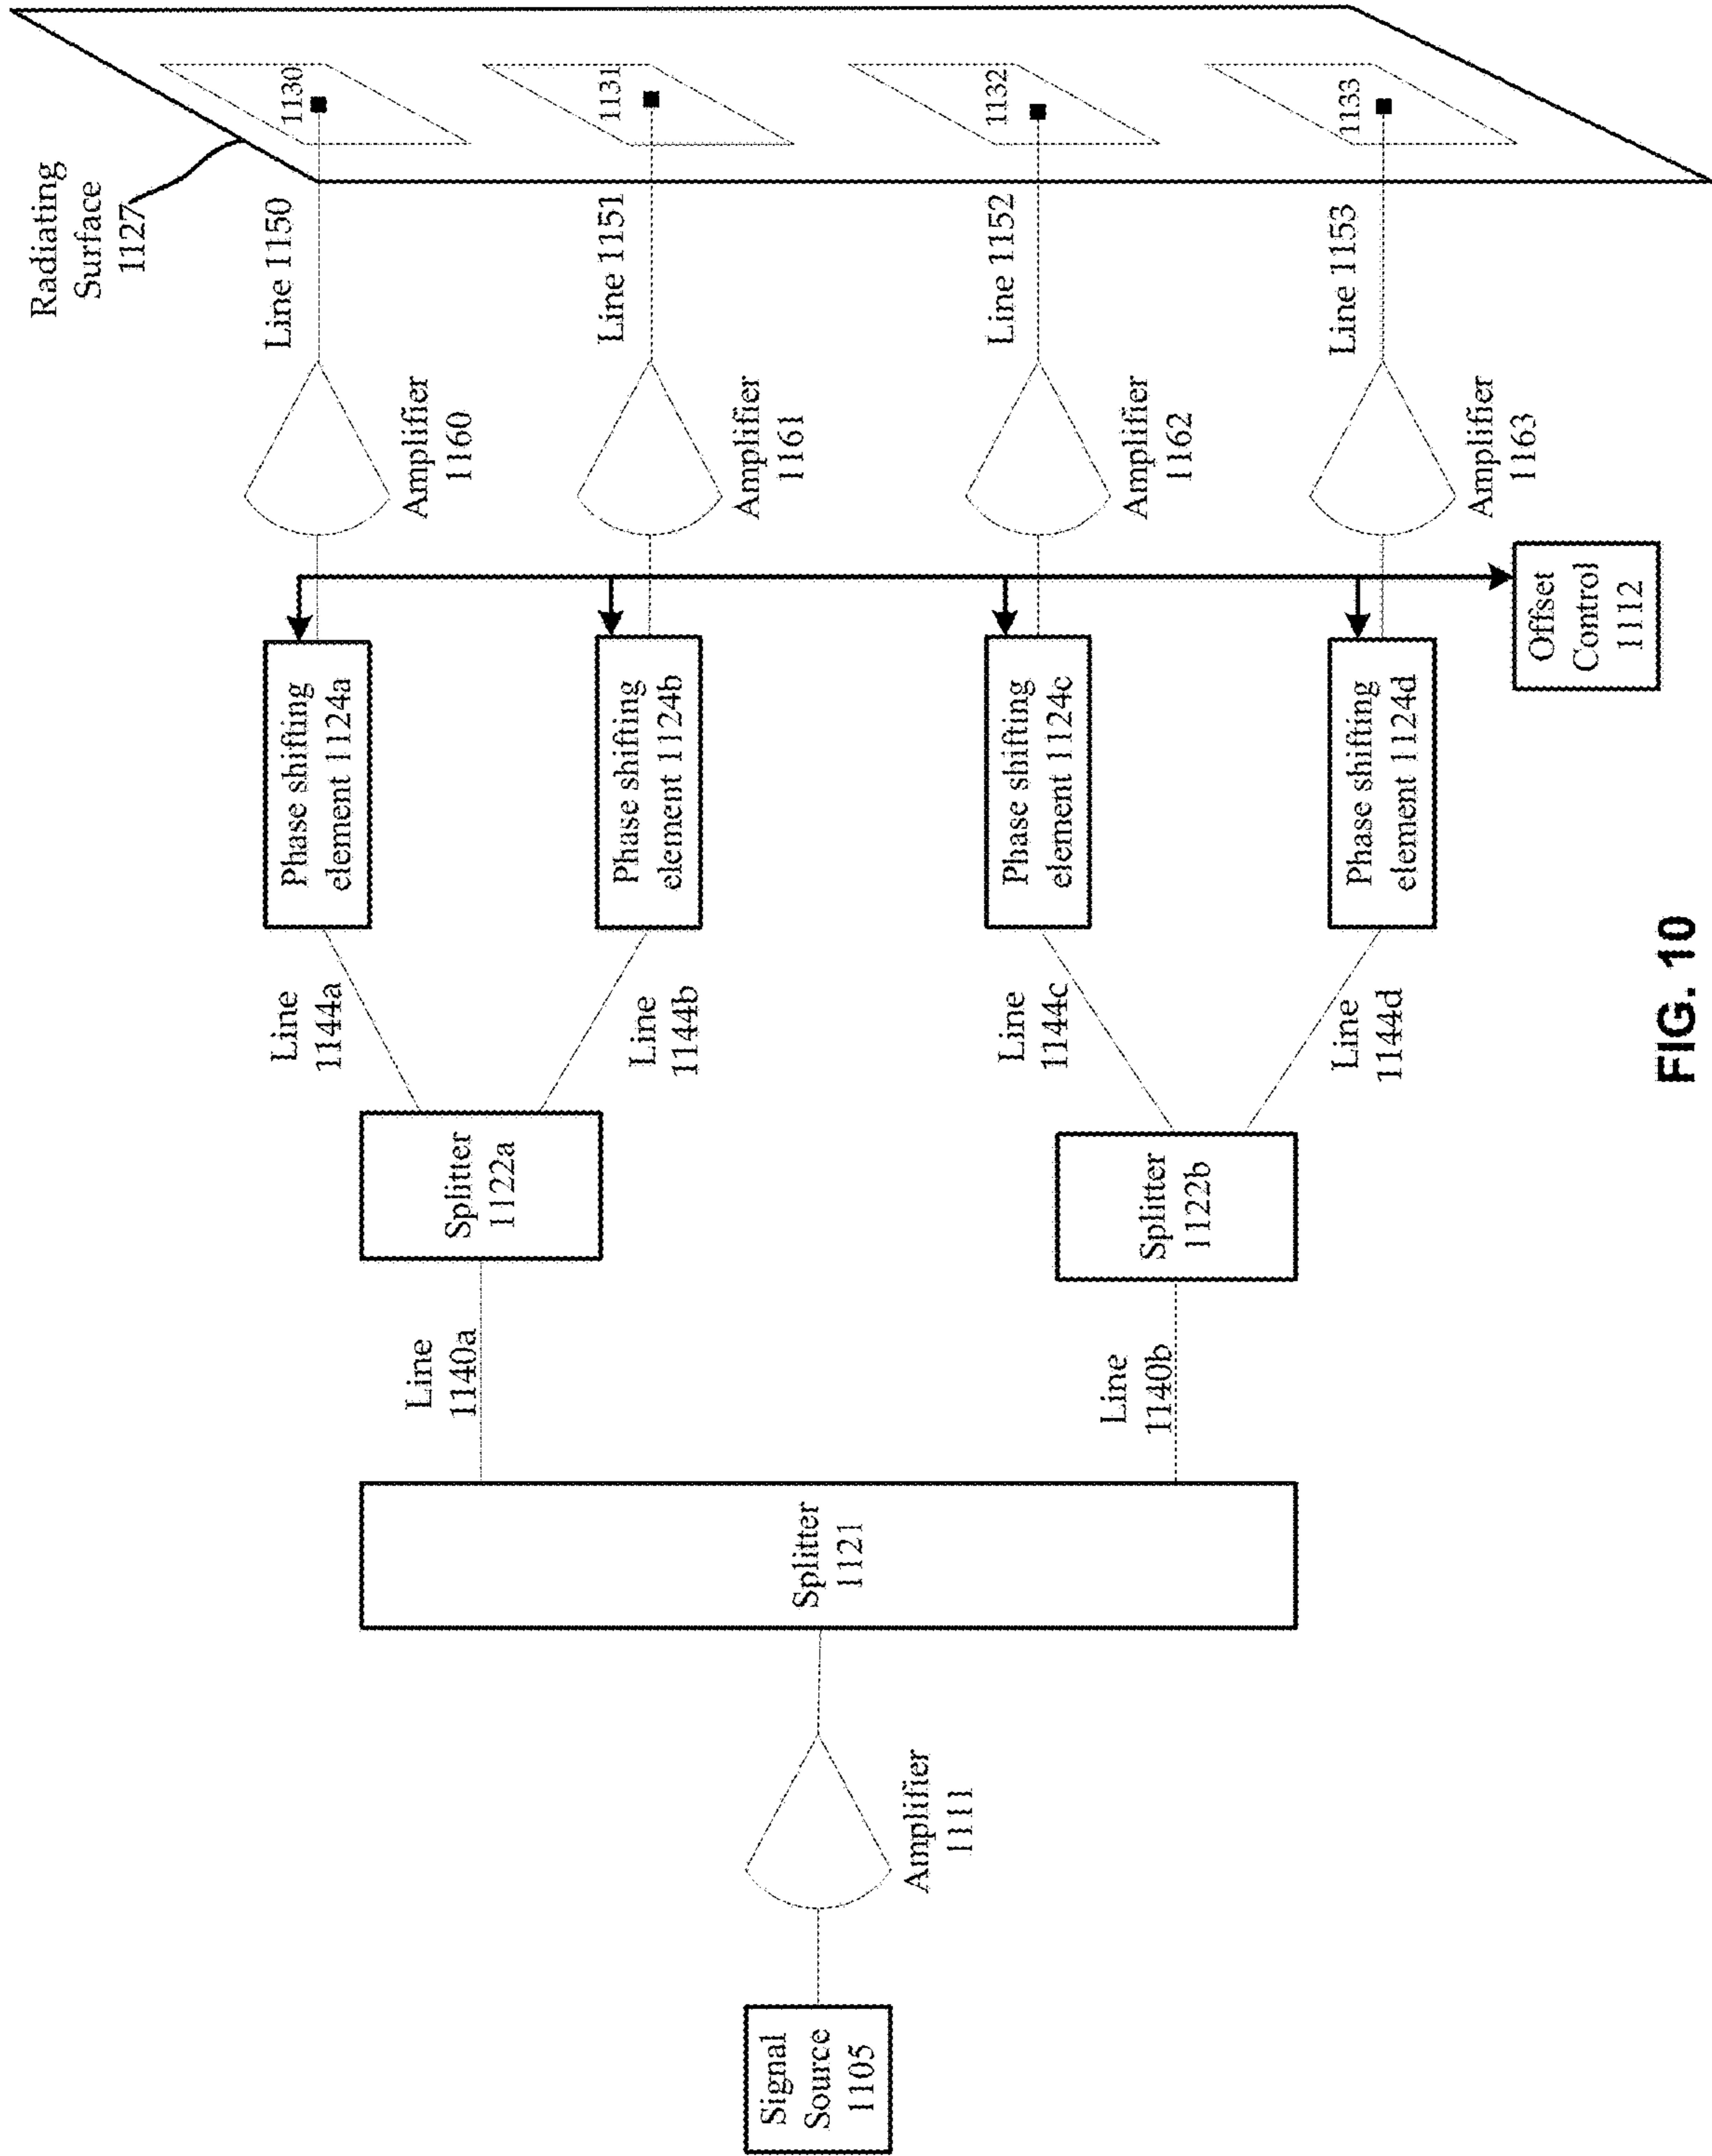 Signal
Source
1105
Amplifier
1111
Splitter
1121
Line
1140a
Line
1140b
Splitter
1122a
Splitter
1122b
Line
1144a
Line
1144b
Line
1144c
Line
1144d
Phase shifting
element 1124a
Phase shifting
element 1124b
Phase shifting
element 1124c
Phase shifting
element 1124d
Offset
Control
1112
Amplifier
1160
Amplifier
1161
Amplifier
1162
Amplifier
1163
Line 1150
Line 1151
Line 1152
Line 1153
Radiating
Surface
1127
1130
1131
1132
1133
FIG. 10